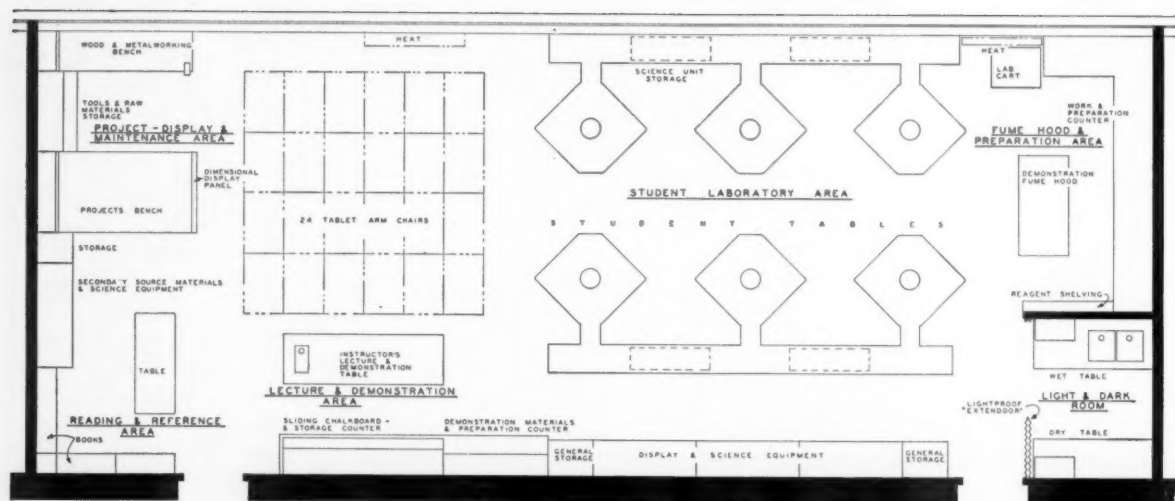 WOOD & METALWORKING
BENCH
TOOLS & RAW
MATERIALS
STORAGE
PROJECT - DISPLAY &
MAINTENANCE AREA
DIMENSIONAL
DISPLAY
PANEL
PROJECTS BENCH
STORAGE
SECONDA'Y SOURCE MATERIALS
& SCIENCE EQUIPMENT
TABLE
READING & REFERENCE
AREA
BOOKS
HEAT
24 TABLET ARM CHAIRS
INSTRUCTOR'S
LECTURE &
DEMONSTRATION
TABLE
LECTURE & DEMONSTRATION
AREA
SLIDING CHALKBOARD -
& STORAGE COUNTER
DEMONSTRATION MATERIALS
& PREPARATION COUNTER
SCIENCE UNIT
STORAGE
STUDENT LABORATORY AREA
STUDENT TABLES
GENERAL
STORAGE
DISPLAY & SCIENCE EQUIPMENT
GENERAL
STORAGE
HEAT
LAB
CART
WORK &
PREPARATION
COUNTER
FUME HOOD &
PREPARATION AREA
DEMONSTRATION
FUME HOOD
REAGENT SHELVING
WET TABLE
LIGHT & DARK
ROOM
LIGHTPROOF
"EXTENDOOR"
DRY TABLE